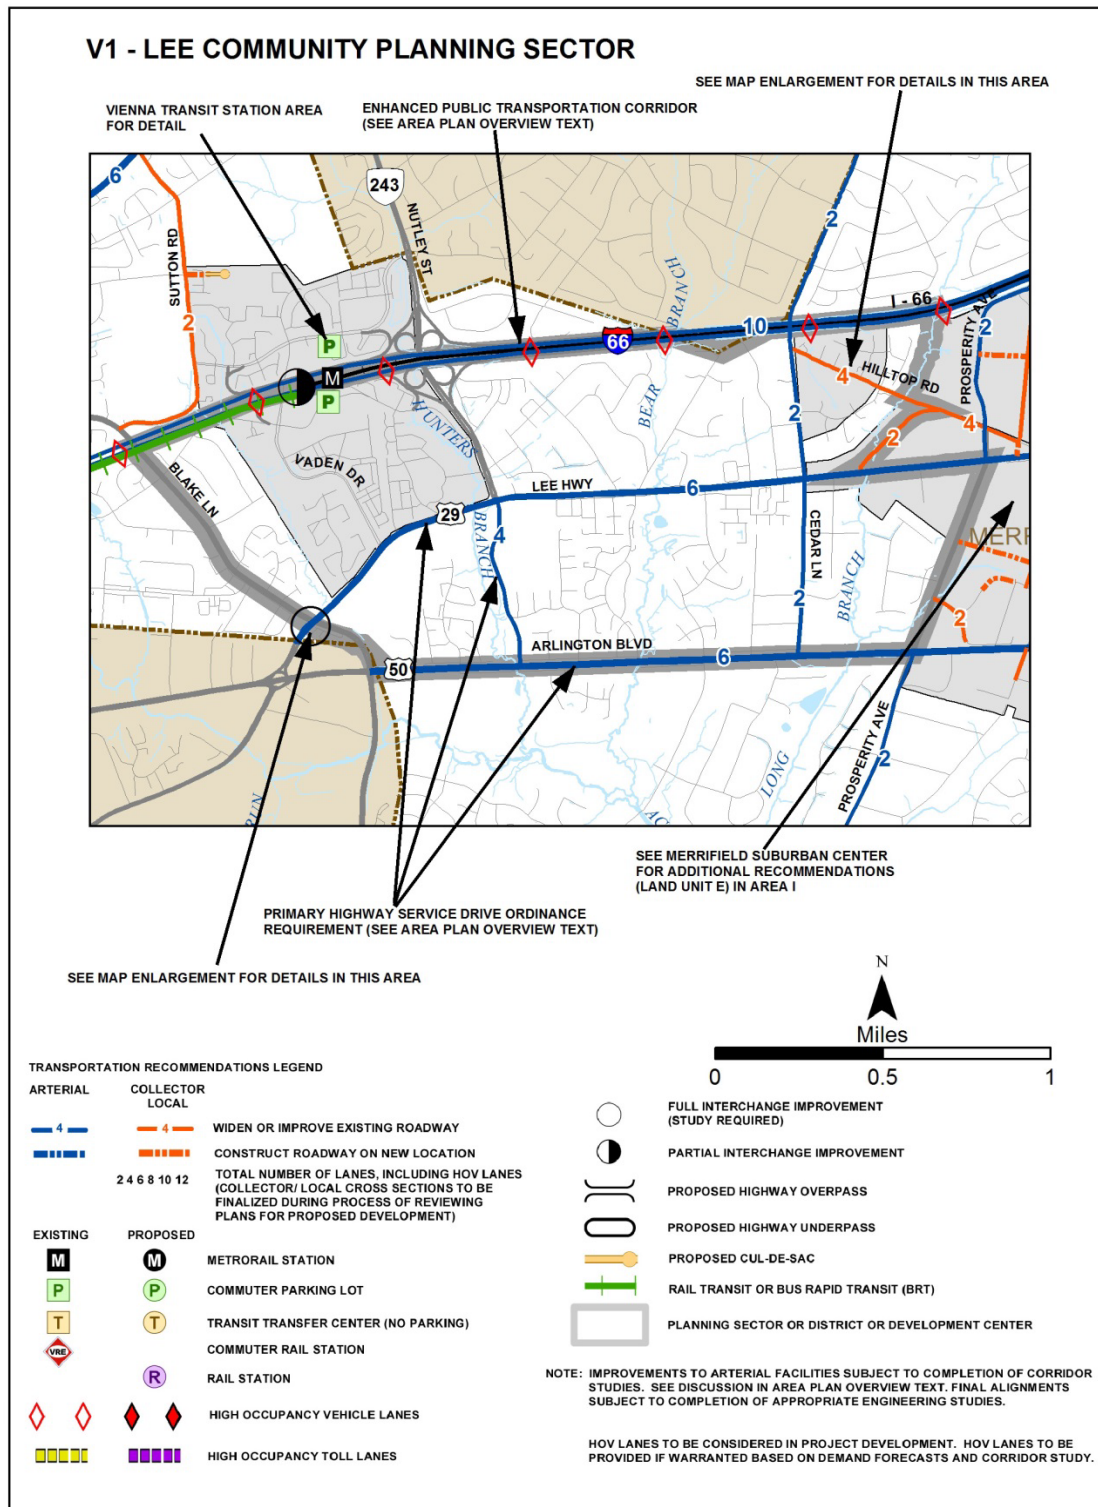 V1 - LEE COMMUNITY PLANNING SECTOR
SEE MAP ENLARGEMENT FOR DETAILS IN THIS AREA
VIENNA TRANSIT STATION AREA
FOR DETAIL
ENHANCED PUBLIC TRANSPORTATION CORRIDOR
(SEE AREA PLAN OVERVIEW TEXT)
6
243
NUTLEY ST
SUTTON RD
2
2
BRANCH
I - 66
PROSPERITY AVE
10
66
2
P
M
P
HILLTOP RD
4
HUNTERS
BEAR
2
4
2
VADEN DR
BLAKE LN
LEE HWY
6
29
4
BRANCH
CEDAR LN
MERR
BRANCH
2
2
ARLINGTON BLVD
6
50
LONG
PROSPERITY AVE
2
RUN
AC
SEE MERRIFIELD SUBURBAN CENTER
FOR ADDITIONAL RECOMMENDATIONS
(LAND UNIT E) IN AREA I
PRIMARY HIGHWAY SERVICE DRIVE ORDINANCE
REQUIREMENT (SEE AREA PLAN OVERVIEW TEXT)
SEE MAP ENLARGEMENT FOR DETAILS IN THIS AREA
N
Miles
0 0.5 1
TRANSPORTATION RECOMMENDATIONS LEGEND
ARTERIAL
COLLECTOR
LOCAL
4 4 WIDEN OR IMPROVE EXISTING ROADWAY
CONSTRUCT ROADWAY ON NEW LOCATION
2 4 6 8 10 12 TOTAL NUMBER OF LANES, INCLUDING HOV LANES
(COLLECTOR/ LOCAL CROSS SECTIONS TO BE
FINALIZED DURING PROCESS OF REVIEWING
PLANS FOR PROPOSED DEVELOPMENT)
EXISTING PROPOSED
M M METRORAIL STATION
P P COMMUTER PARKING LOT
T T TRANSIT TRANSFER CENTER (NO PARKING)
VRE COMMUTER RAIL STATION
R RAIL STATION
HIGH OCCUPANCY VEHICLE LANES
HIGH OCCUPANCY TOLL LANES
FULL INTERCHANGE IMPROVEMENT
(STUDY REQUIRED)
PARTIAL INTERCHANGE IMPROVEMENT
PROPOSED HIGHWAY OVERPASS
PROPOSED HIGHWAY UNDERPASS
PROPOSED CUL-DE-SAC
RAIL TRANSIT OR BUS RAPID TRANSIT (BRT)
PLANNING SECTOR OR DISTRICT OR DEVELOPMENT CENTER
NOTE: IMPROVEMENTS TO ARTERIAL FACILITIES SUBJECT TO COMPLETION OF CORRIDOR
STUDIES. SEE DISCUSSION IN AREA PLAN OVERVIEW TEXT. FINAL ALIGNMENTS
SUBJECT TO COMPLETION OF APPROPRIATE ENGINEERING STUDIES.
HOV LANES TO BE CONSIDERED IN PROJECT DEVELOPMENT. HOV LANES TO BE
PROVIDED IF WARRANTED BASED ON DEMAND FORECASTS AND CORRIDOR STUDY.